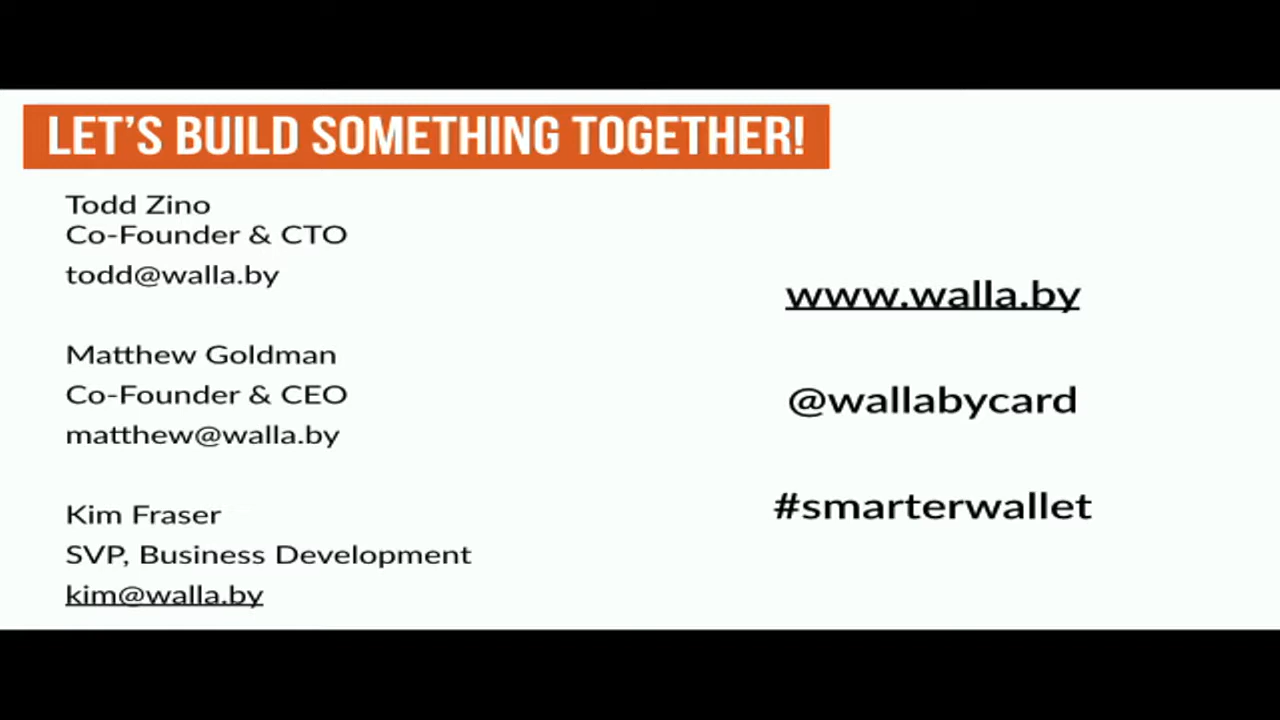 LET'S BUILD SOMETHING TOGETHER!
Todd Zino
Co-Founder & CTO
todd@walla.by
Matthew Goldman
Co-Founder & CEO
matthew@walla.by
Kim Fraser
SVP, Business Development
kim@walla.by
www.walla.by
@wallabycard
#smarterwallet